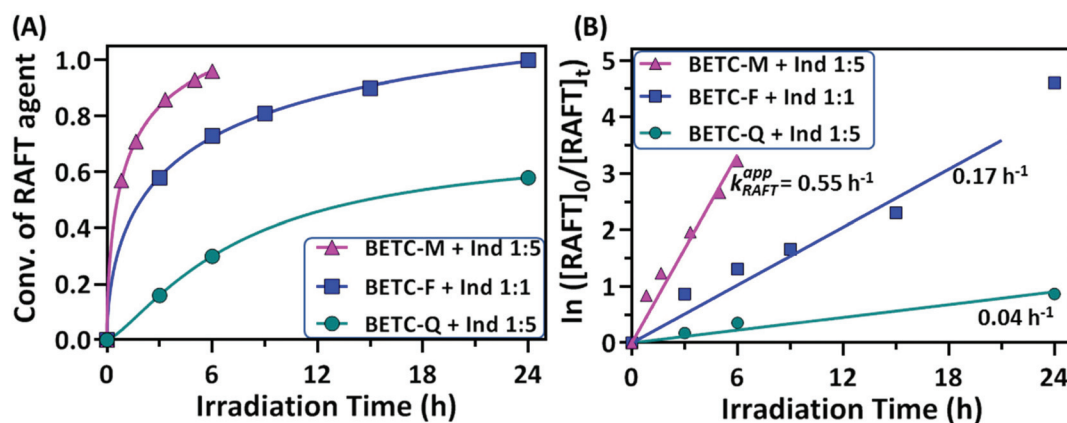 (A)
Conv. of RAFT agent
1.0
0.8
0.6
0.4
0.2
0.0
0
6
12
18
24
Irradiation Time (h)
BETC-M + Ind 1:5
BETC-F + Ind 1:1
BETC-Q + Ind 1:5
(B)
ln ([RAFT]0/[RAFT]t)
5
4
3
2
1
0
0
6
12
18
24
Irradiation Time (h)
BETC-M + Ind 1:5
BETC-F + Ind 1:1
BETC-Q + Ind 1:5
k_RAFT^app = 0.55 h⁻¹
0.17 h⁻¹
0.04 h⁻¹